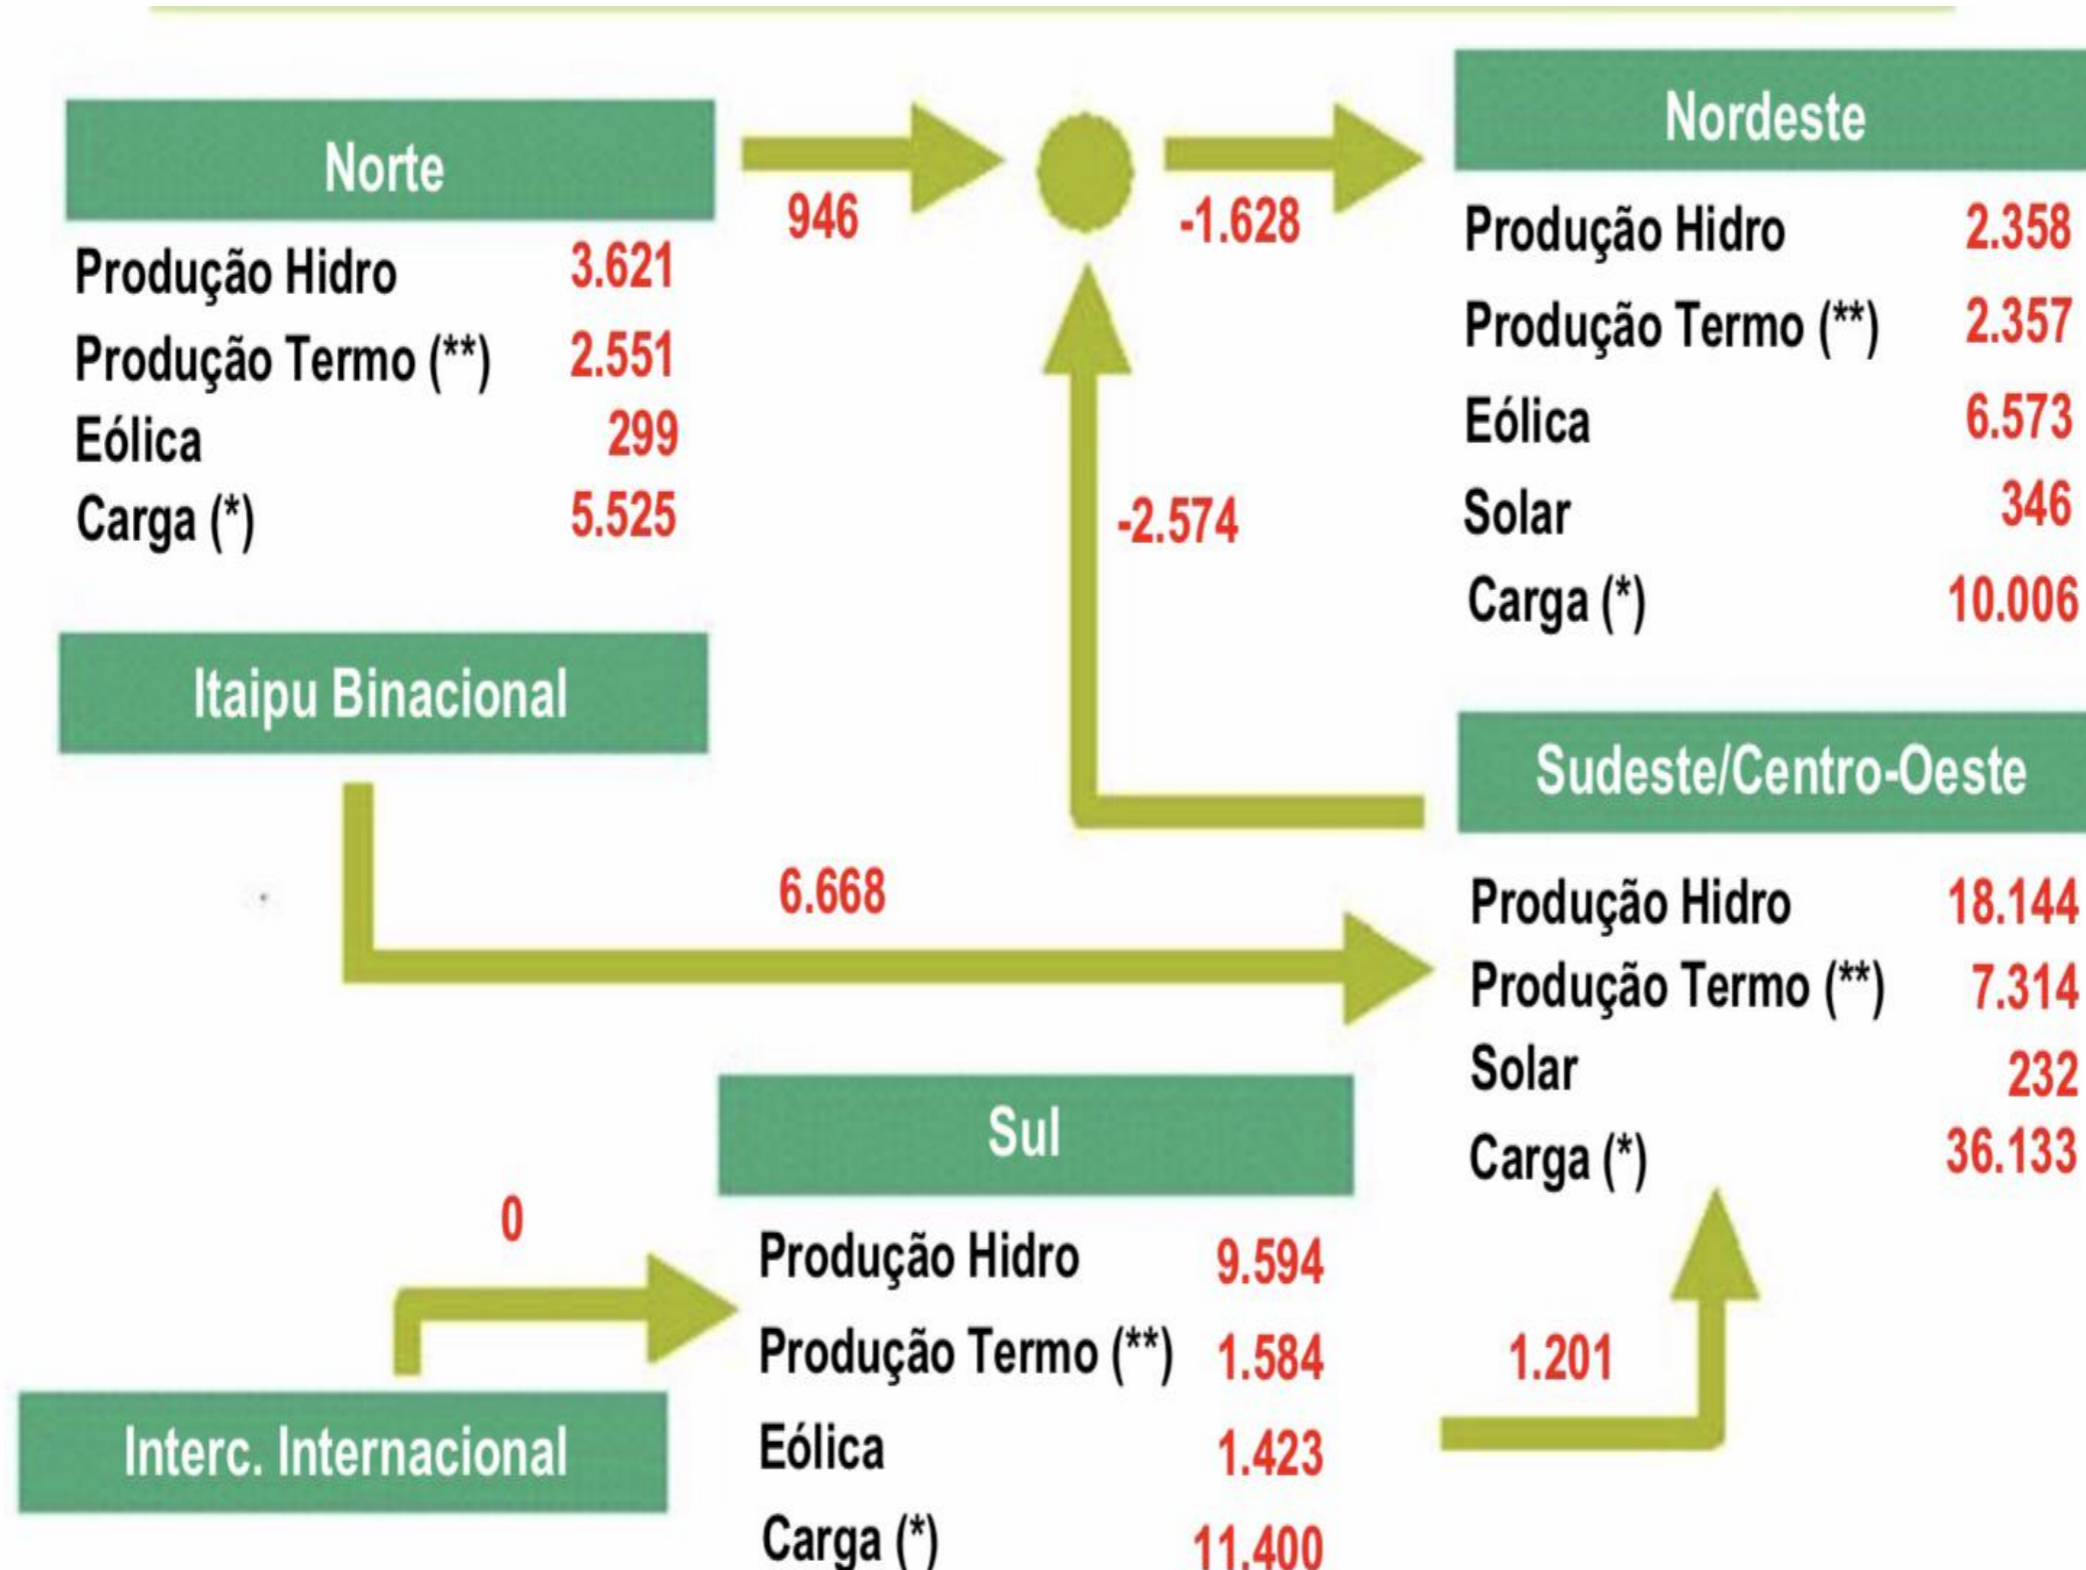 Norte
Produção Hidro 3.621
Produção Termo (**) 2.551
Eólica 299
Carga (*) 5.525
946
-1.628
Nordeste
Produção Hidro 2.358
Produção Termo (**) 2.357
Eólica 6.573
Solar 346
Carga (*) 10.006
-2.574
Itaipu Binacional
6.668
Sudeste/Centro-Oeste
Produção Hidro 18.144
Produção Termo (**) 7.314
Solar 232
Carga (*) 36.133
Sul
Produção Hidro 9.594
Produção Termo (**) 1.584
Eólica 1.423
Carga (*) 11.400
1.201
0
Interc. Internacional